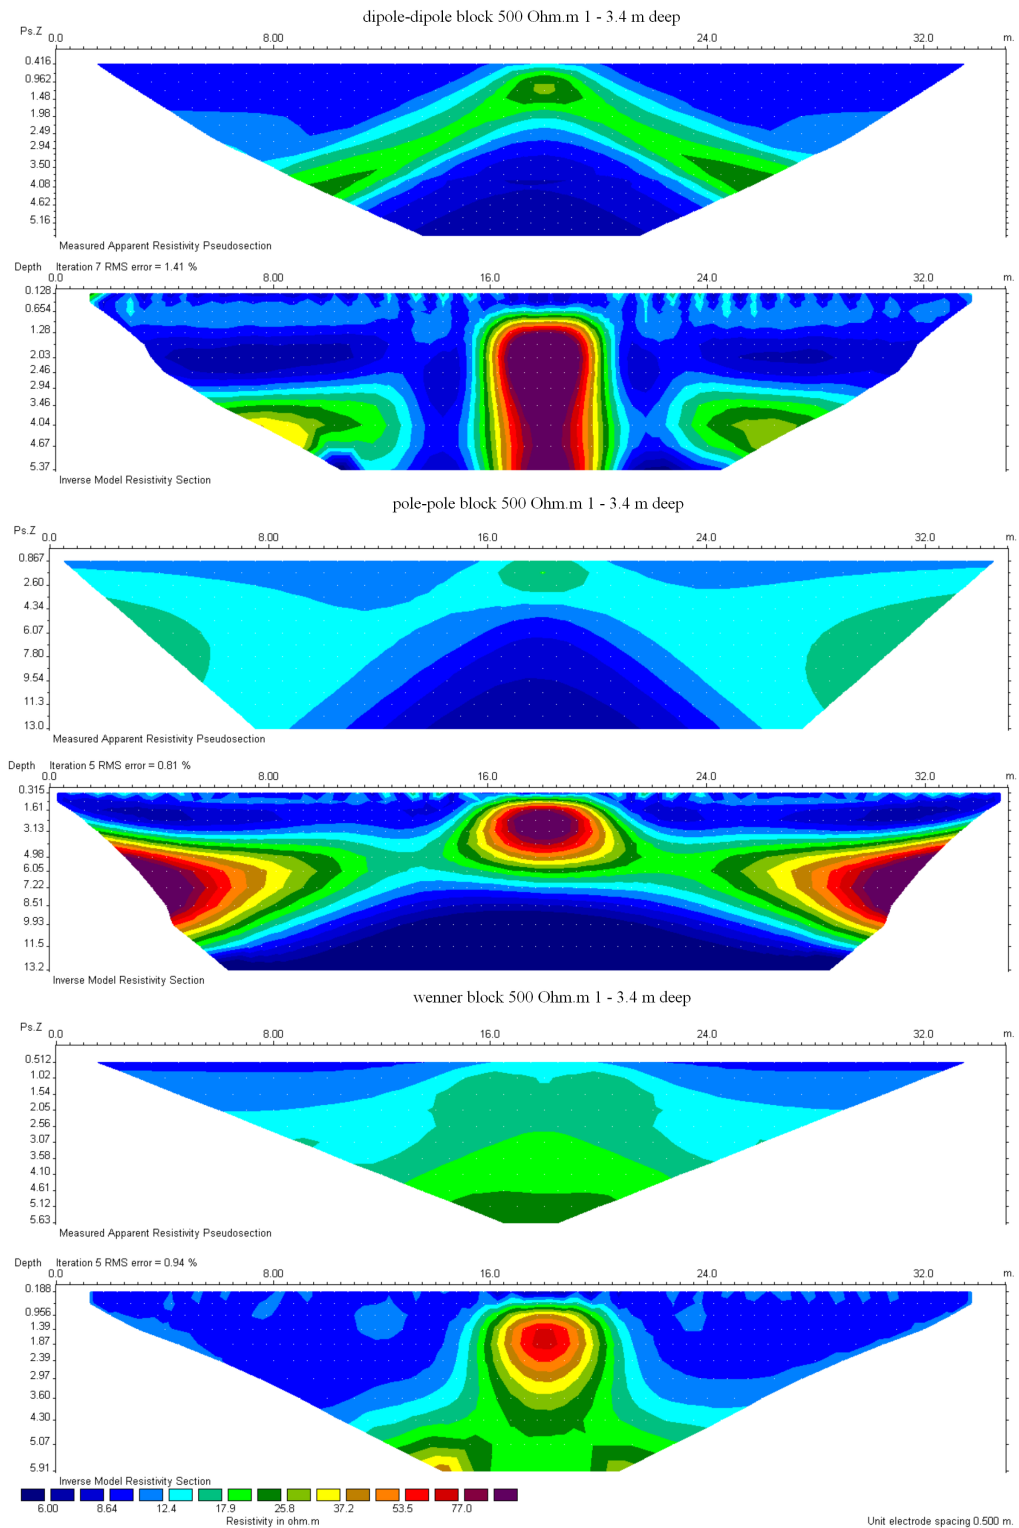 dipole-dipole block 500 Ohm.m 1 - 3.4 m deep
Ps.Z 0.0 8.00 16.0 24.0 32.0 m.
0.416
0.962
1.48
1.98
2.49
2.94
3.50
4.08
4.62
5.16
Measured Apparent Resistivity Pseudosection
Depth Iteration 7 RMS error = 1.41 %
0.0 8.00 16.0 24.0 32.0 m.
0.128
0.654
1.28
2.03
2.46
2.94
3.46
4.04
4.67
5.37
Inverse Model Resistivity Section
pole-pole block 500 Ohm.m 1 - 3.4 m deep
Ps.Z 0.0 8.00 16.0 24.0 32.0 m.
0.867
2.60
4.34
6.07
7.80
9.54
11.3
13.0
Measured Apparent Resistivity Pseudosection
Depth Iteration 5 RMS error = 0.81 %
0.0 8.00 16.0 24.0 32.0 m.
0.315
1.61
3.13
4.98
6.05
7.22
8.51
9.93
11.5
13.2
Inverse Model Resistivity Section
wenner block 500 Ohm.m 1 - 3.4 m deep
Ps.Z 0.0 8.00 16.0 24.0 32.0 m.
0.512
1.02
1.54
2.05
2.56
3.07
3.58
4.10
4.61
5.12
5.63
Measured Apparent Resistivity Pseudosection
Depth Iteration 5 RMS error = 0.94 %
0.0 8.00 16.0 24.0 32.0 m.
0.188
0.956
1.39
1.87
2.39
2.97
3.60
4.30
5.07
5.91
Inverse Model Resistivity Section
6.00 8.64 12.4 17.9 25.8 37.2 53.5 77.0
Resistivity in ohm.m
Unit electrode spacing 0.500 m.